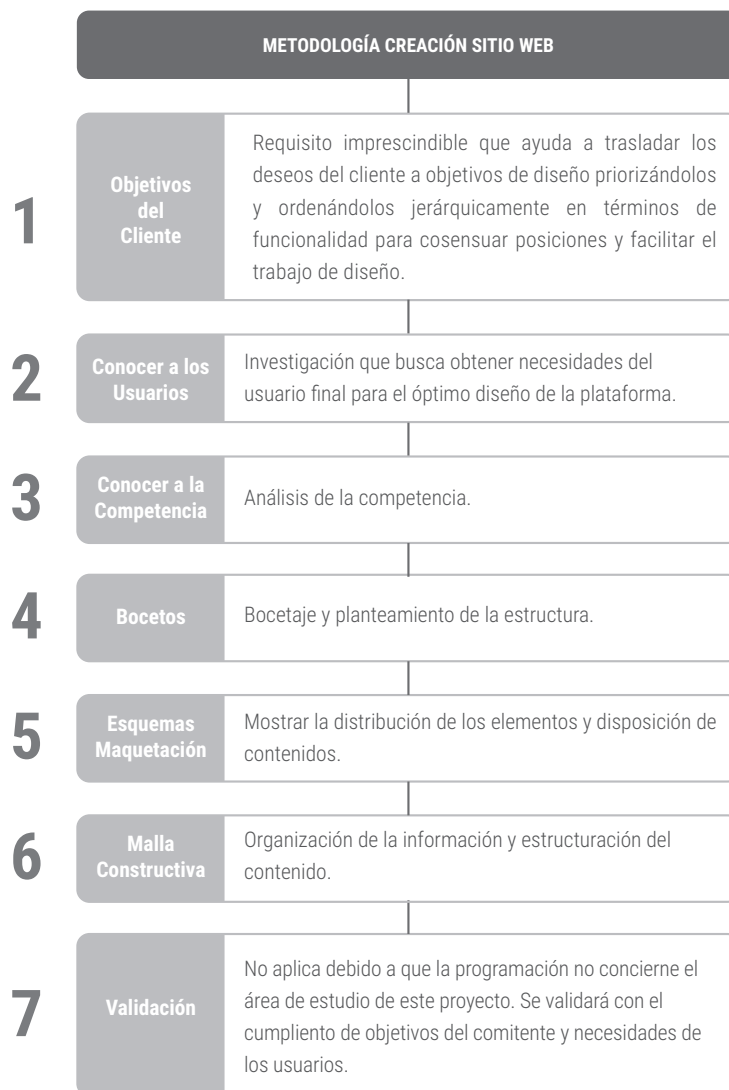 METODOLOGÍA CREACIÓN SITIO WEB
1
Objetivos
del
Cliente
Requisito imprescindible que ayuda a trasladar los
deseos del cliente a objetivos de diseño priorizándolos
y ordenándolos jerárquicamente en términos de
funcionalidad para cosensuar posiciones y facilitar el
trabajo de diseño.
2
Conocer a los
Usuarios
Investigación que busca obtener necesidades del
usuario final para el óptimo diseño de la plataforma.
3
Conocer a la
Competencia
Análisis de la competencia.
4
Bocetos
Bocetaje y planteamiento de la estructura.
5
Esquemas
Maquetación
Mostrar la distribución de los elementos y disposición de
contenidos.
6
Malla
Constructiva
Organización de la información y estructuración del
contenido.
7
Validación
No aplica debido a que la programación no concierne el
área de estudio de este proyecto. Se validará con el
cumpliento de objetivos del comitente y necesidades de
los usuarios.